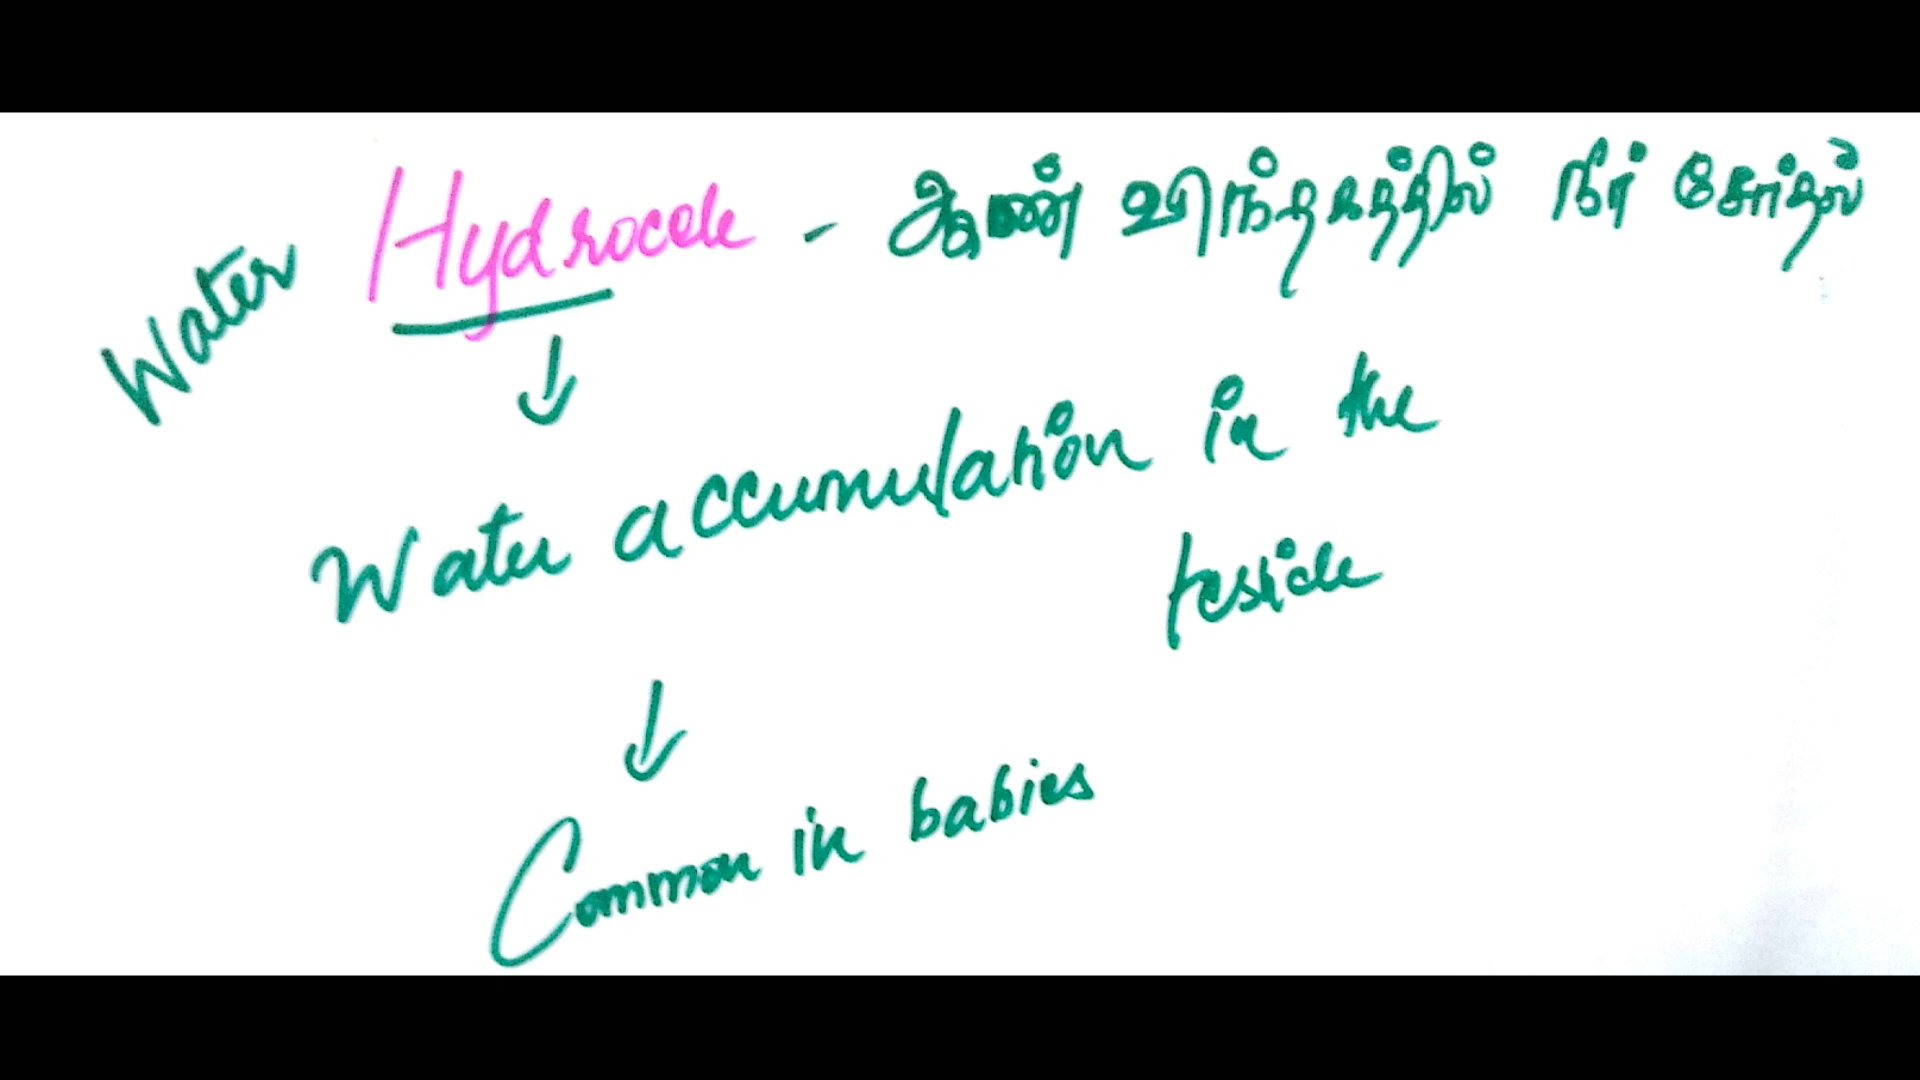 Water
Hydrocele - ஆண் விந்தகத்தில் நீர் சேர்தல்
↓
Water accumulation in the
testicle
↓
Common in babies